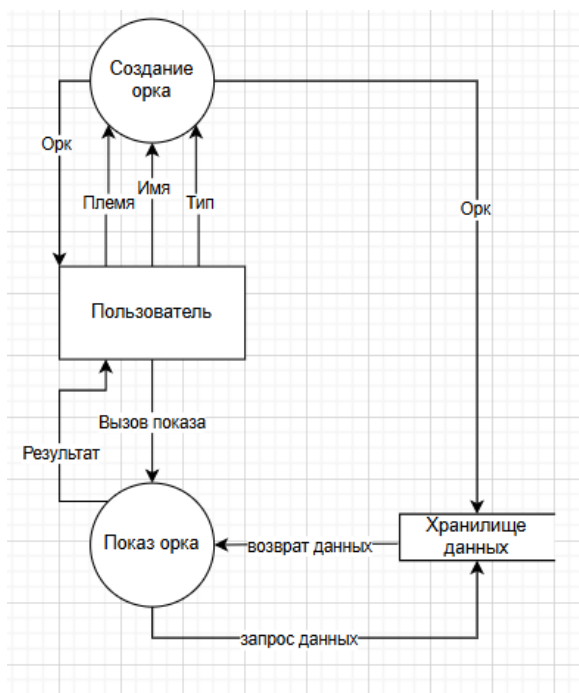 Создание
орка
Орк
Племя
Имя
Тип
Орк
Пользователь
Вызов показа
Результат
Показ орка
возврат данных
Хранилище
данных
запрос данных